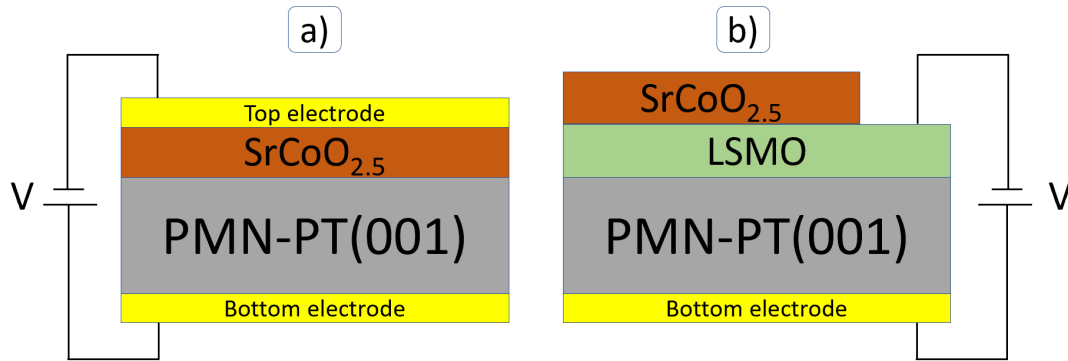 a)
Top electrode
SrCoO₂.₅
V
PMN-PT(001)
Bottom electrode
b)
SrCoO₂.₅
LSMO
V
PMN-PT(001)
Bottom electrode